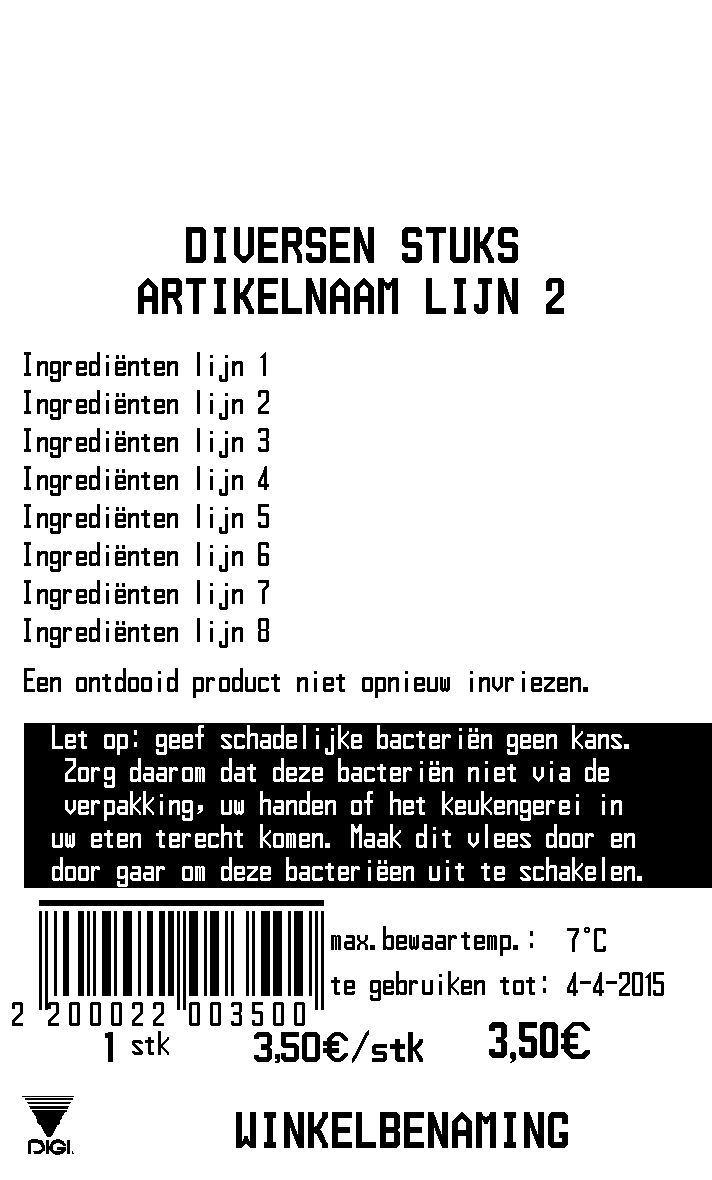 DIVERSEN STUKS
ARTIKELNAAM LIJN 2
Ingrediënten lijn 1
Ingrediënten lijn 2
Ingrediënten lijn 3
Ingrediënten lijn 4
Ingrediënten lijn 5
Ingrediënten lijn 6
Ingrediënten lijn 7
Ingrediënten lijn 8
Een ontdooid product niet opnieuw invriezen.
Let op: geef schadelijke bacteriën geen kans.
Zorg daarom dat deze bacteriën niet via de
verpakking, uw handen of het keukengerei in
uw eten terecht komen. Maak dit vlees door en
door gaar om deze bacteriëen uit te schakelen.
max.bewaartemp.: 7°C
te gebruiken tot: 4-4-2015
2 200022 003500
1 stk 3,50€/stk 3,50€
DIGI. WINKELBENAMING